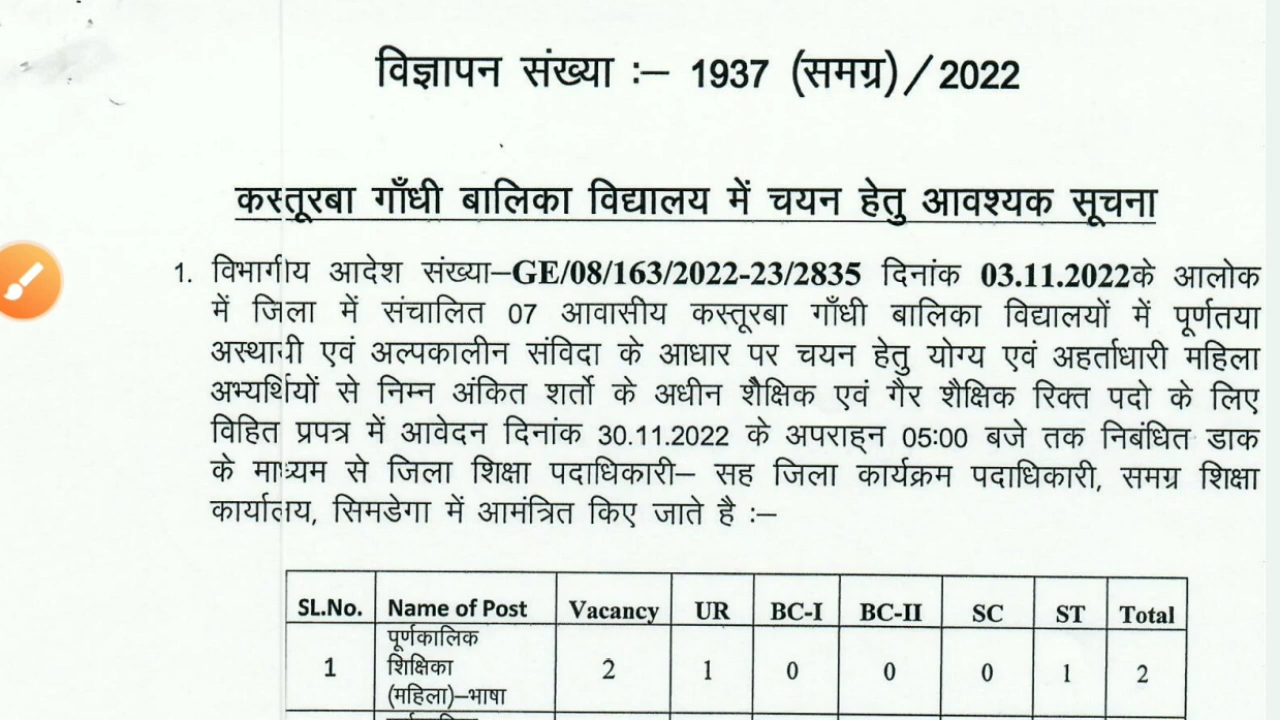 विज्ञापन संख्या :– 1937 (समग्र) / 2022
कस्तूरबा गाँधी बालिका विद्यालय में चयन हेतु आवश्यक सूचना
1. विभागीय आदेश संख्या–GE/08/163/2022-23/2835 दिनांक 03.11.2022के आलोक
में जिला में संचालित 07 आवासीय कस्तूरबा गाँधी बालिका विद्यालयों में पूर्णतया
अस्थायी एवं अल्पकालीन संविदा के आधार पर चयन हेतु योग्य एवं अहर्ताधारी महिला
अभ्यर्थियों से निम्न अंकित शर्तो के अधीन शैक्षिक एवं गैर शैक्षिक रिक्त पदो के लिए
विहित प्रपत्र में आवेदन दिनांक 30.11.2022 के अपराह्न 05:00 बजे तक निबंधित डाक
के माध्यम से जिला शिक्षा पदाधिकारी– सह जिला कार्यक्रम पदाधिकारी, समग्र शिक्षा
कार्यालय, सिमडेगा में आमंत्रित किए जाते है :–
SL.No. Name of Post Vacancy UR BC-I BC-II SC ST Total
पूर्णकालिक
1 शिक्षिका 2 1 0 0 0 1 2
(महिला)–भाषा